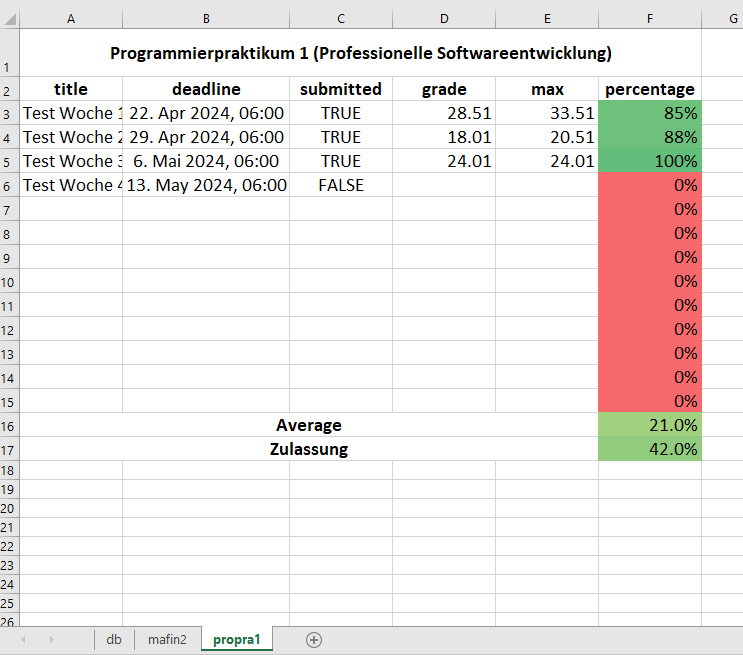 A B C D E F G
1 Programmierpraktikum 1 (Professionelle Softwareentwicklung)
2 title deadline submitted grade max percentage
3 Test Woche 1 22. Apr 2024, 06:00 TRUE 28.51 33.51 85%
4 Test Woche 2 29. Apr 2024, 06:00 TRUE 18.01 20.51 88%
5 Test Woche 3 6. Mai 2024, 06:00 TRUE 24.01 24.01 100%
6 Test Woche 4 13. May 2024, 06:00 FALSE 0%
7 0%
8 0%
9 0%
10 0%
11 0%
12 0%
13 0%
14 0%
15 0%
16 Average 21.0%
17 Zulassung 42.0%
18
19
20
21
22
23
24
25
26
db mafin2 propra1